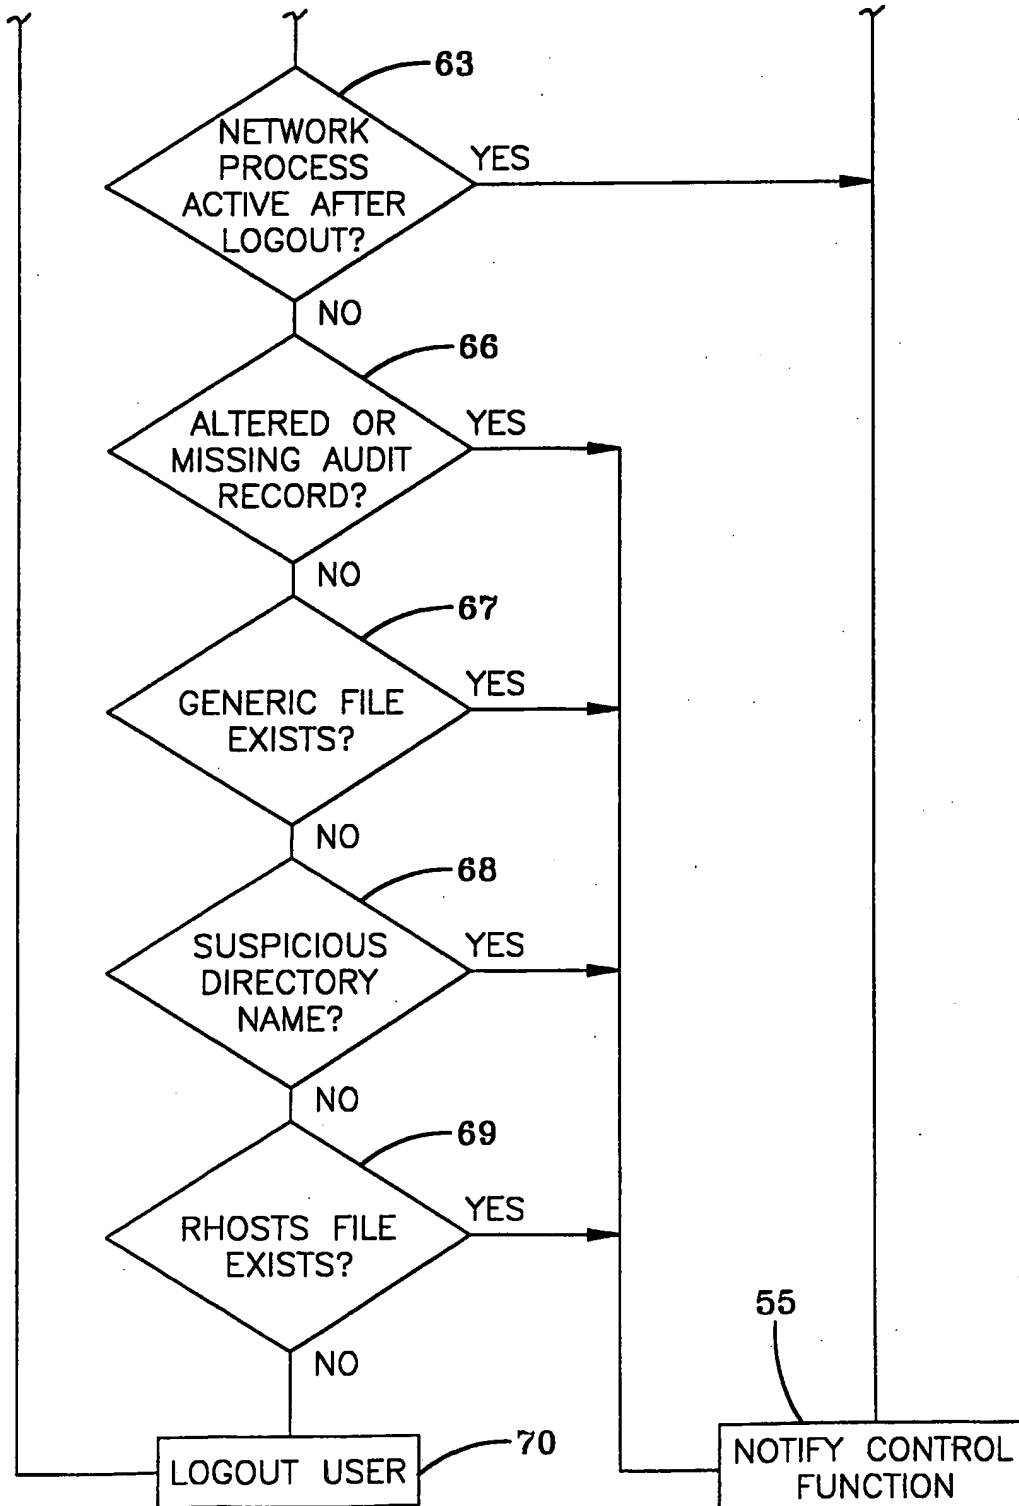 63
NETWORK
PROCESS
ACTIVE AFTER
LOGOUT?
YES
NO
66
ALTERED OR
MISSING AUDIT
RECORD?
YES
NO
67
GENERIC FILE
EXISTS?
YES
NO
68
SUSPICIOUS
DIRECTORY
NAME?
YES
NO
69
RHOSTS FILE
EXISTS?
YES
NO
55
LOGOUT USER
70
NOTIFY CONTROL
FUNCTION